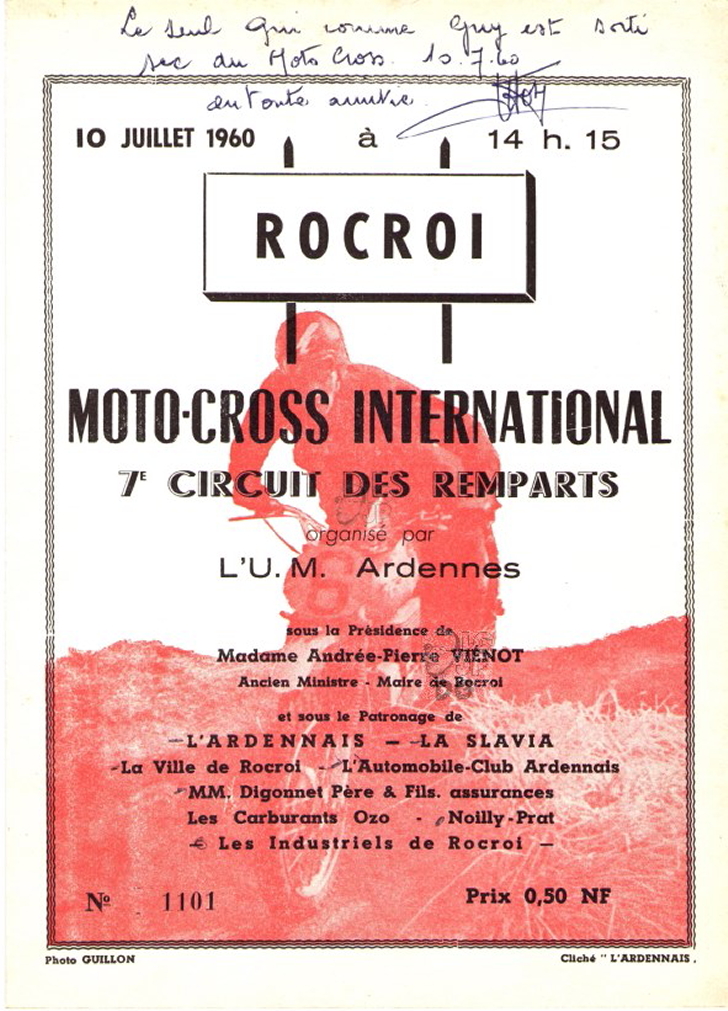 Le seul qui comme Guy est sorti
sec du Moto Cross. 10.7.60
en toute amitié.
10 JUILLET 1960 à 14 h. 15
ROCROI
MOTO-CROSS INTERNATIONAL
7E CIRCUIT DES REMPARTS
organisé par
L'U.M. Ardennes
sous la Présidence de
Madame Andrée-Pierre VIÉNOT
Ancien Ministre - Maire de Rocroi
et sous le Patronage de
L'ARDENNAIS — LA SLAVIA
La Ville de Rocroi - L'Automobile-Club Ardennais
MM. Digonnet Père & Fils. assurances
Les Carburants Ozo - Noilly-Prat
— Les Industriels de Rocroi —
No 1101 Prix 0,50 NF
Photo GUILLON Cliché " L'ARDENNAIS.